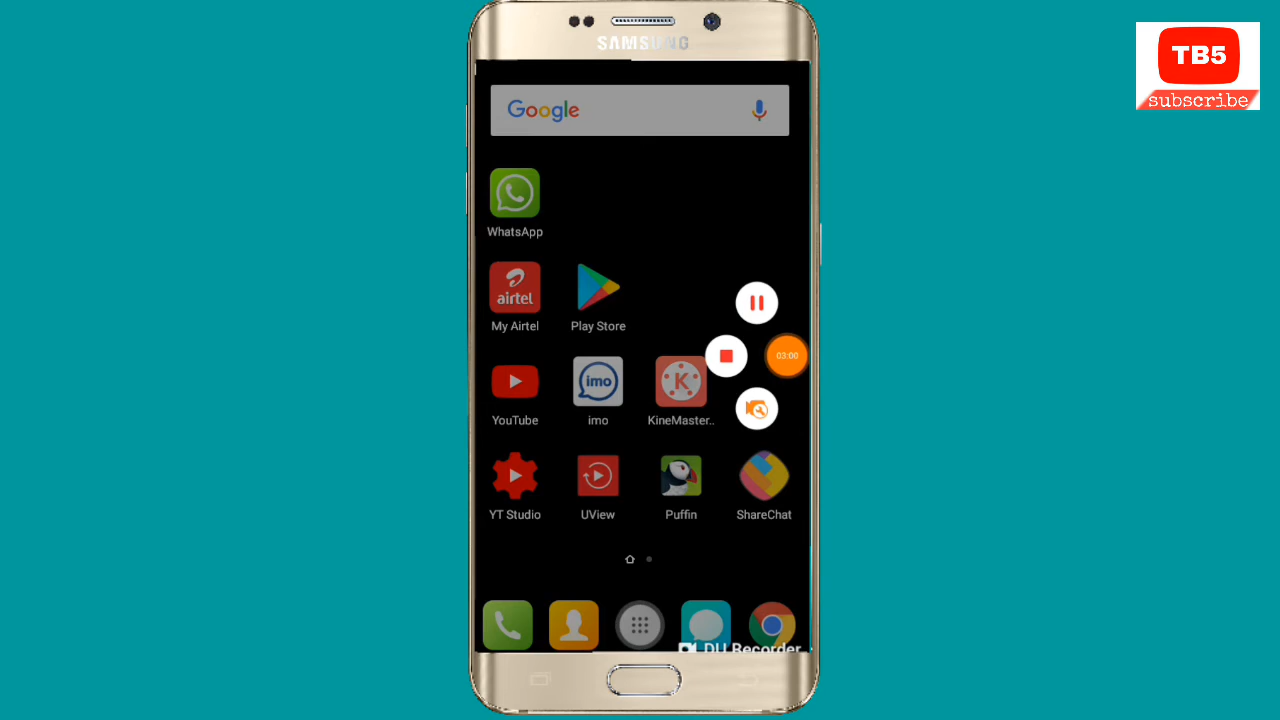 SAMSUNG
TB5
subscribe
Google
WhatsApp
airtel
My Airtel
Play Store
03:00
imo
K
YouTube
imo
KineMaster..
YT Studio
UView
Puffin
ShareChat
DU Recorder